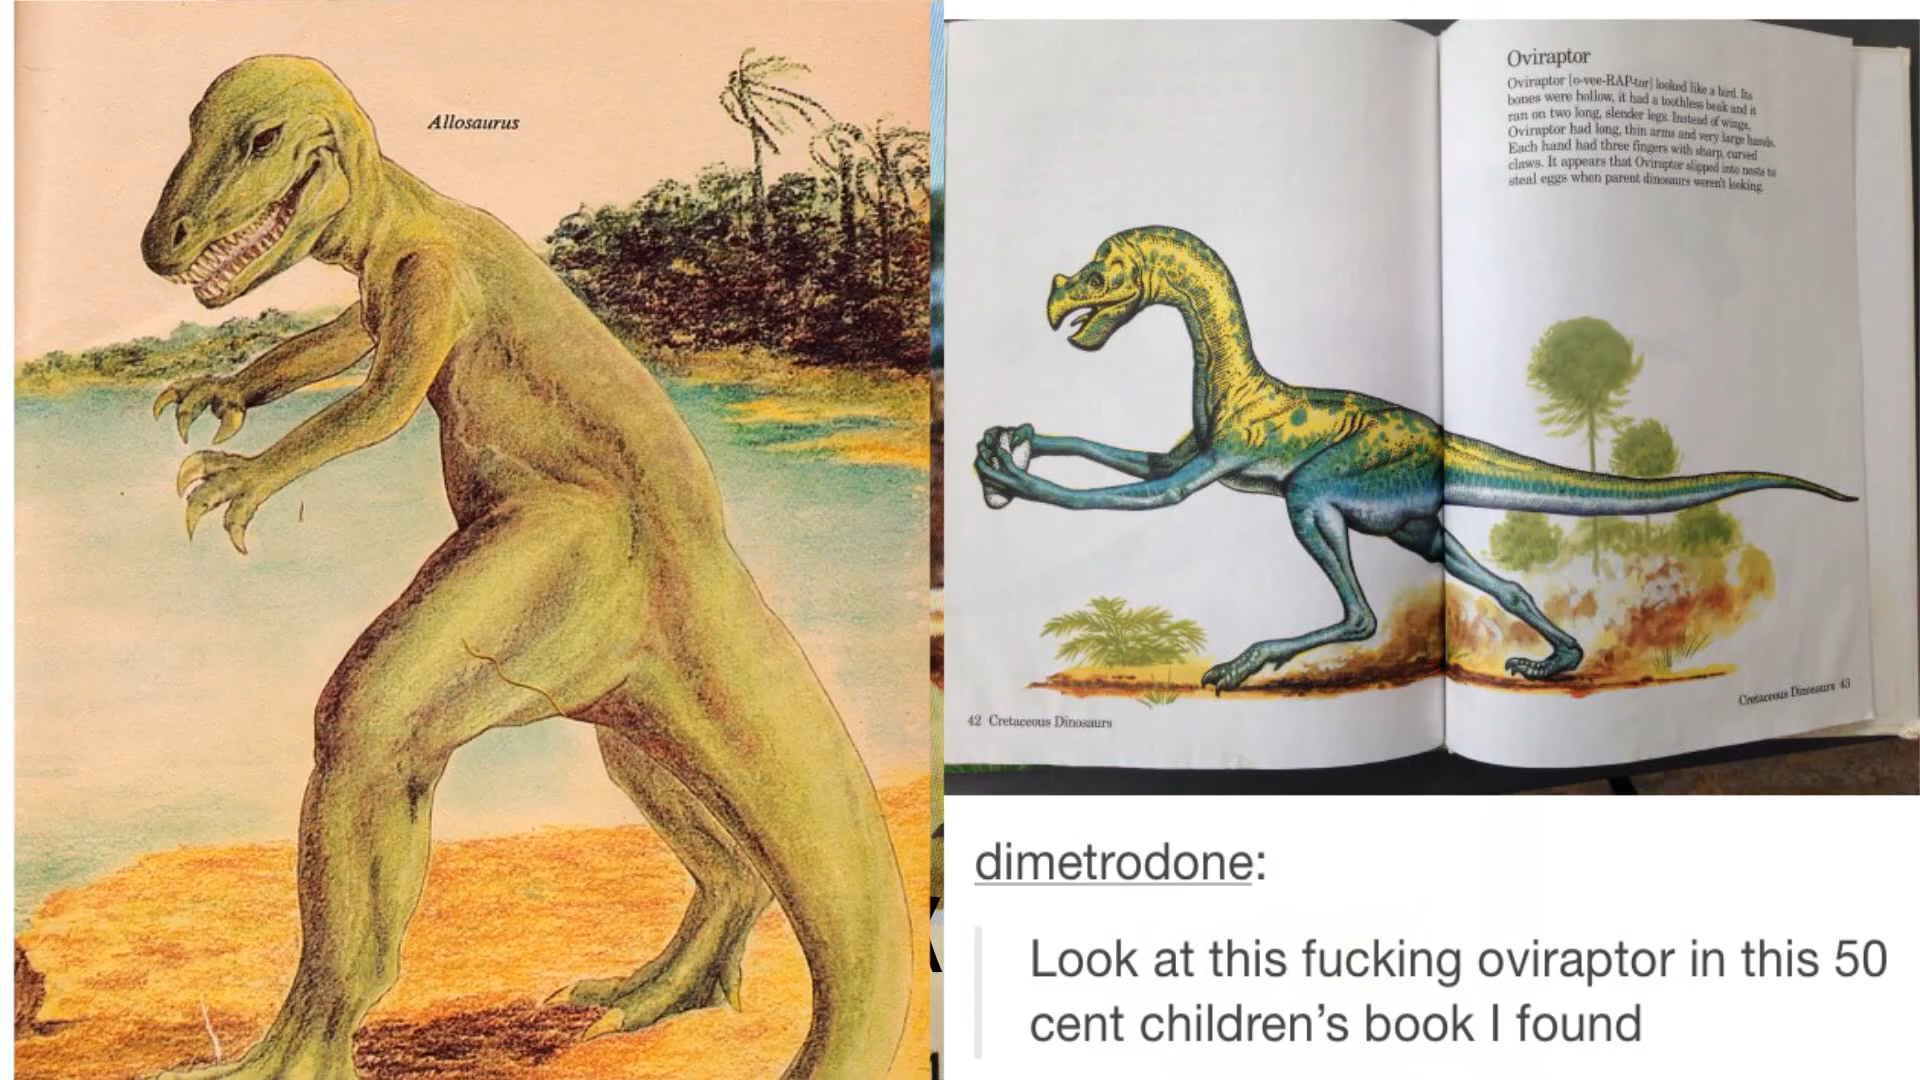 Allosaurus
Oviraptor
Oviraptor [o-vee-RAP-tor] looked like a bird. Its
bones were hollow, it had a toothless beak and it
ran on two long, slender legs. Instead of wings,
Oviraptor had long, thin arms and very large hands.
Each hand had three fingers with sharp, curved
claws. It appears that Oviraptor slipped into nests to
steal eggs when parent dinosaurs weren't looking.
42 Cretaceous Dinosaurs
Cretaceous Dinosaurs 43
dimetrodone:
Look at this fucking oviraptor in this 50
cent children’s book I found